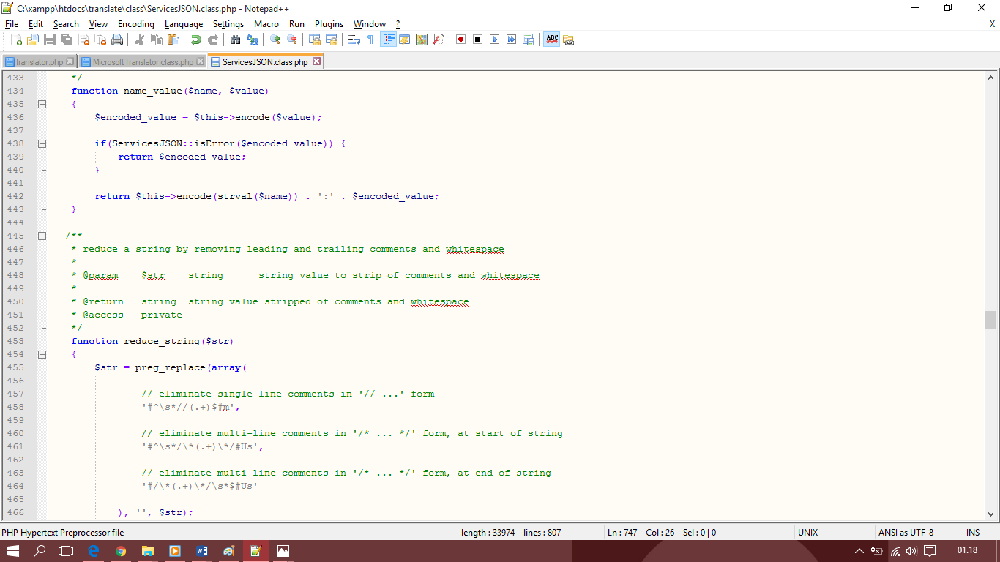 C:\xampp\htdocs\translate\class\ServicesJSON.class.php - Notepad++
File Edit Search View Encoding Language Settings Macro Run Plugins Window ? X
translator.php MicrosoftTranslator.class.php ServicesJSON.class.php
433 */
434 function name_value($name, $value)
435 {
436 $encoded_value = $this->encode($value);
437
438 if(ServicesJSON::isError($encoded_value)) {
439 return $encoded_value;
440 }
441
442 return $this->encode(strval($name)) . ':' . $encoded_value;
443 }
444
445 /**
446 * reduce a string by removing leading and trailing comments and whitespace
447 *
448 * @param $str string string value to strip of comments and whitespace
449 *
450 * @return string string value stripped of comments and whitespace
451 * @access private
452 */
453 function reduce_string($str)
454 {
455 $str = preg_replace(array(
456
457 // eliminate single line comments in '// ...' form
458 '#^\s*//(.+)$#m',
459
460 // eliminate multi-line comments in '/* ... */' form, at start of string
461 '#^\s*/\*(.+)\*/#Us',
462
463 // eliminate multi-line comments in '/* ... */' form, at end of string
464 '#/\*(.+)\*/\s*$#Us'
465
466 ), '', $str);
PHP Hypertext Preprocessor file length : 33974 lines : 807 Ln : 747 Col : 26 Sel : 0 | 0 UNIX ANSI as UTF-8 INS
01.18